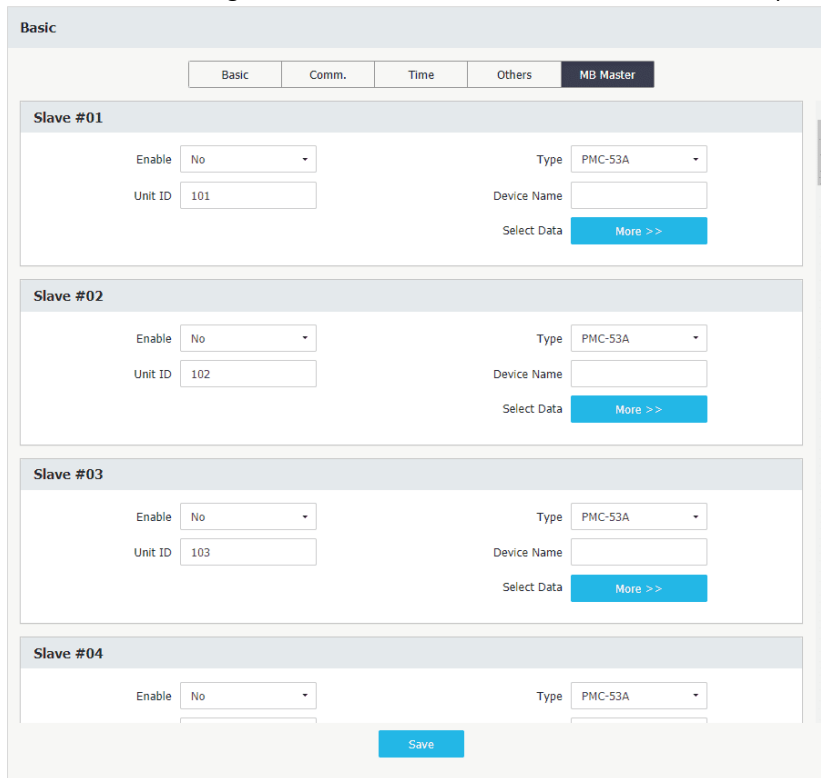 Basic
Basic Comm. Time Others MB Master
Slave #01
Enable No Type PMC-53A
Unit ID 101 Device Name
Select Data More >>
Slave #02
Enable No Type PMC-53A
Unit ID 102 Device Name
Select Data More >>
Slave #03
Enable No Type PMC-53A
Unit ID 103 Device Name
Select Data More >>
Slave #04
Enable No Type PMC-53A
Save